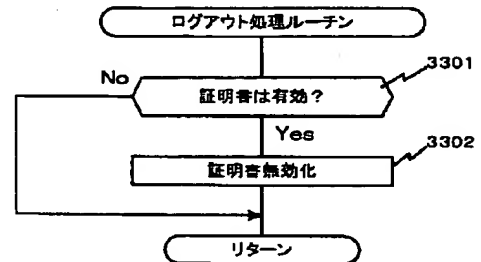 ログアウト処理ルーチン
3301
No
証明書は有効？
Yes
3302
証明書無効化
リターン